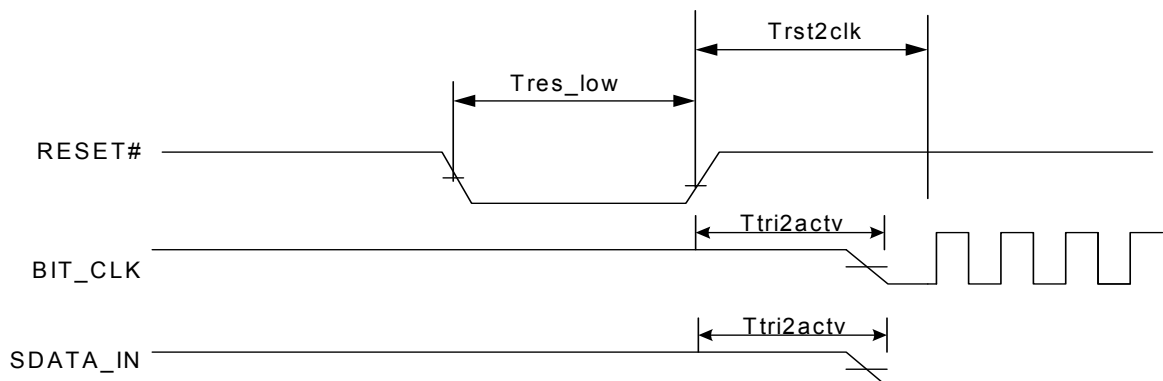 Trst2clk
Tres_low
RESET#
Ttri2actv
BIT_CLK
Ttri2actv
SDATA_IN